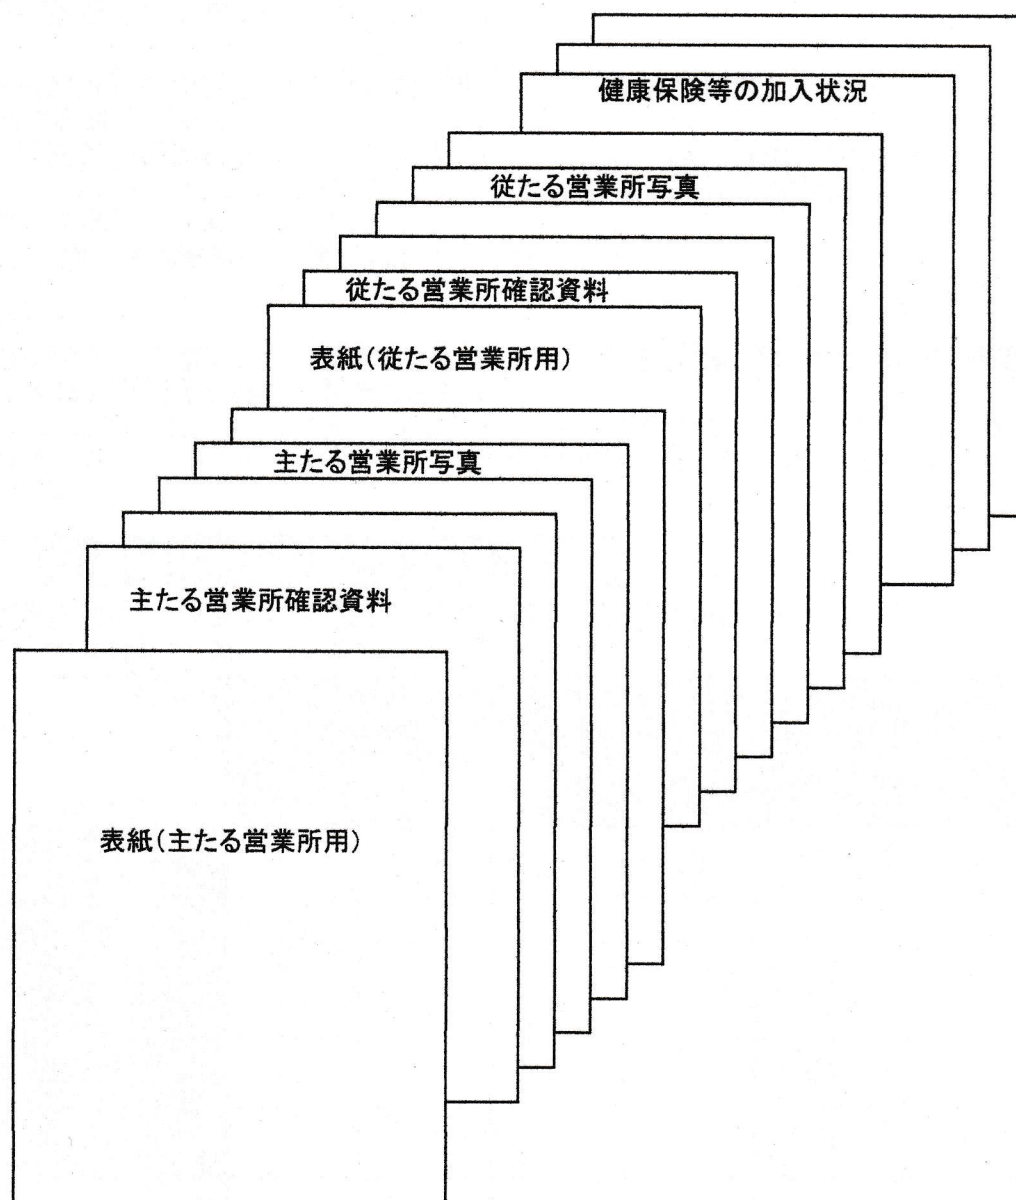 健康保険等の加入状況
従たる営業所写真
従たる営業所確認資料
表紙(従たる営業所用)
主たる営業所写真
主たる営業所確認資料
表紙(主たる営業所用)